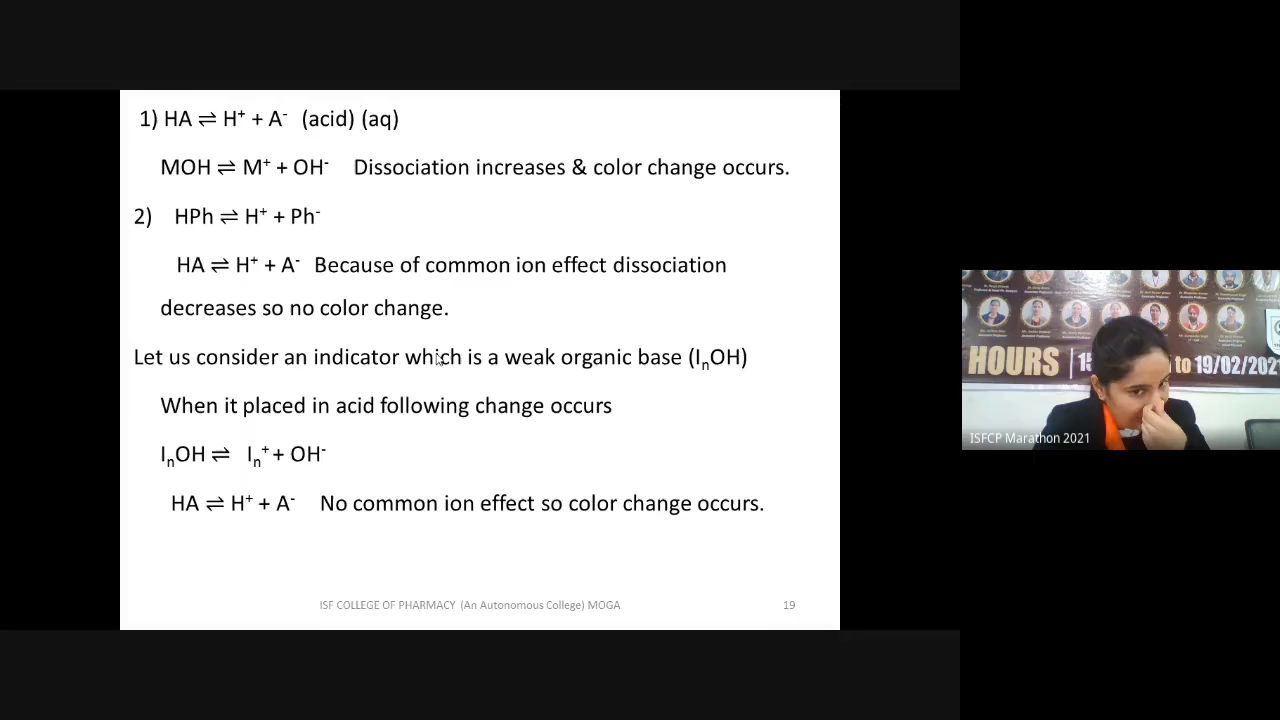 1) HA ⇌ H⁺ + A⁻ (acid) (aq)
MOH ⇌ M⁺ + OH⁻ Dissociation increases & color change occurs.
2) HPh ⇌ H⁺ + Ph⁻
HA ⇌ H⁺ + A⁻ Because of common ion effect dissociation
decreases so no color change.
Let us consider an indicator which is a weak organic base (IₙOH)
When it placed in acid following change occurs
IₙOH ⇌ Iₙ⁺ + OH⁻
HA ⇌ H⁺ + A⁻ No common ion effect so color change occurs.
ISF COLLEGE OF PHARMACY (An Autonomous College) MOGA 19
HOURS 15 to 19/02/2021
ISFCP Marathon 2021